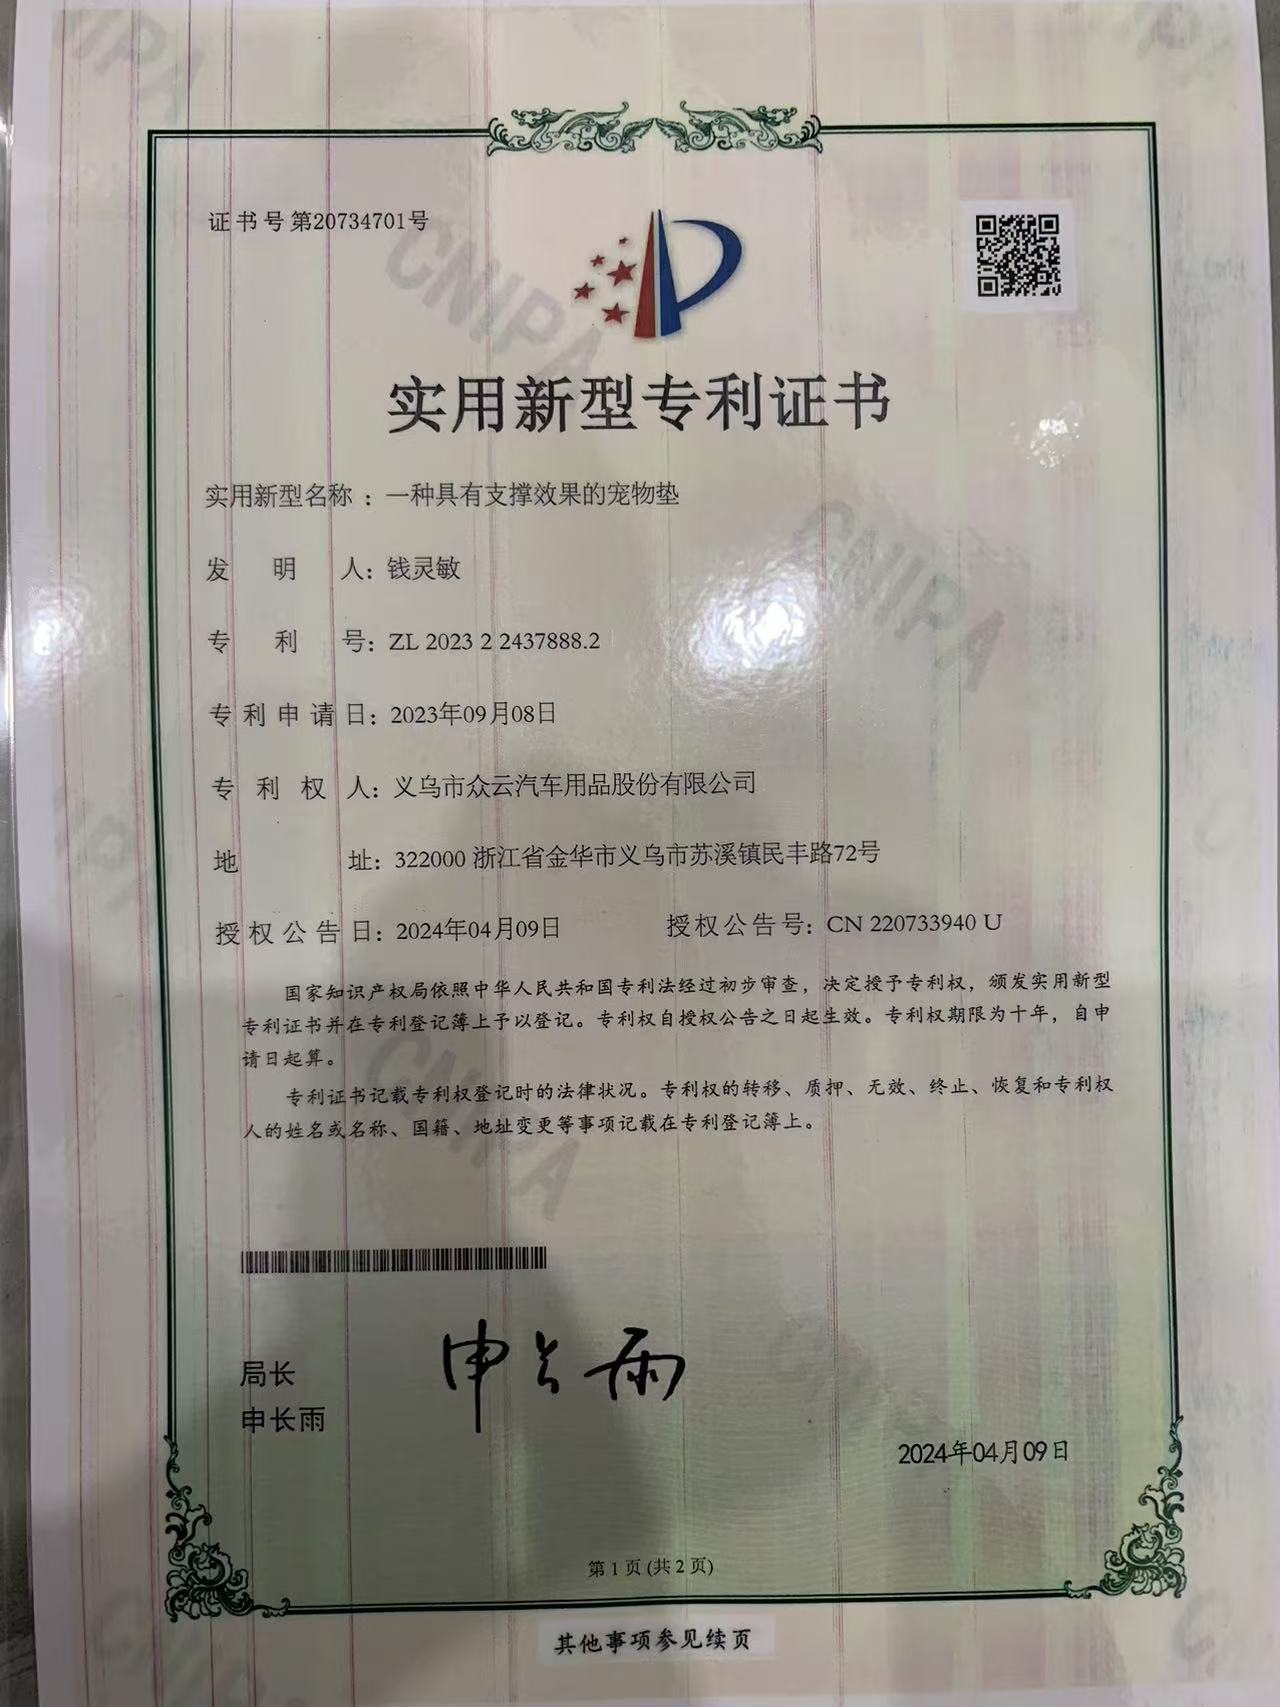 证书号第20734701号
实用新型专利证书
实用新型名称：一种具有支撑效果的宠物垫
发明人：钱灵敏
专利号：ZL 2023 2 2437888.2
专利申请日：2023年09月08日
专利权人：义乌市众云汽车用品股份有限公司
地址：322000 浙江省金华市义乌市苏溪镇民丰路72号
授权公告日：2024年04月09日 授权公告号：CN 220733940 U
国家知识产权局依照中华人民共和国专利法经过初步审查，决定授予专利权，颁发实用新型
专利证书并在专利登记簿上予以登记。专利权自授权公告之日起生效。专利权期限为十年，自申
请日起算。
专利证书记载专利权登记时的法律状况。专利权的转移、质押、无效、终止、恢复和专利权
人的姓名或名称、国籍、地址变更等事项记载在专利登记簿上。
局长
申长雨
申长雨
2024年04月09日
第 1 页 (共 2 页)
其他事项参见续页
CNIPA
CNIPA
CNIPA